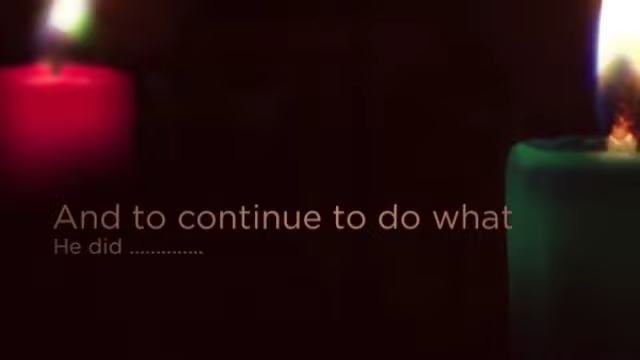 And to continue to do what
He did ..............